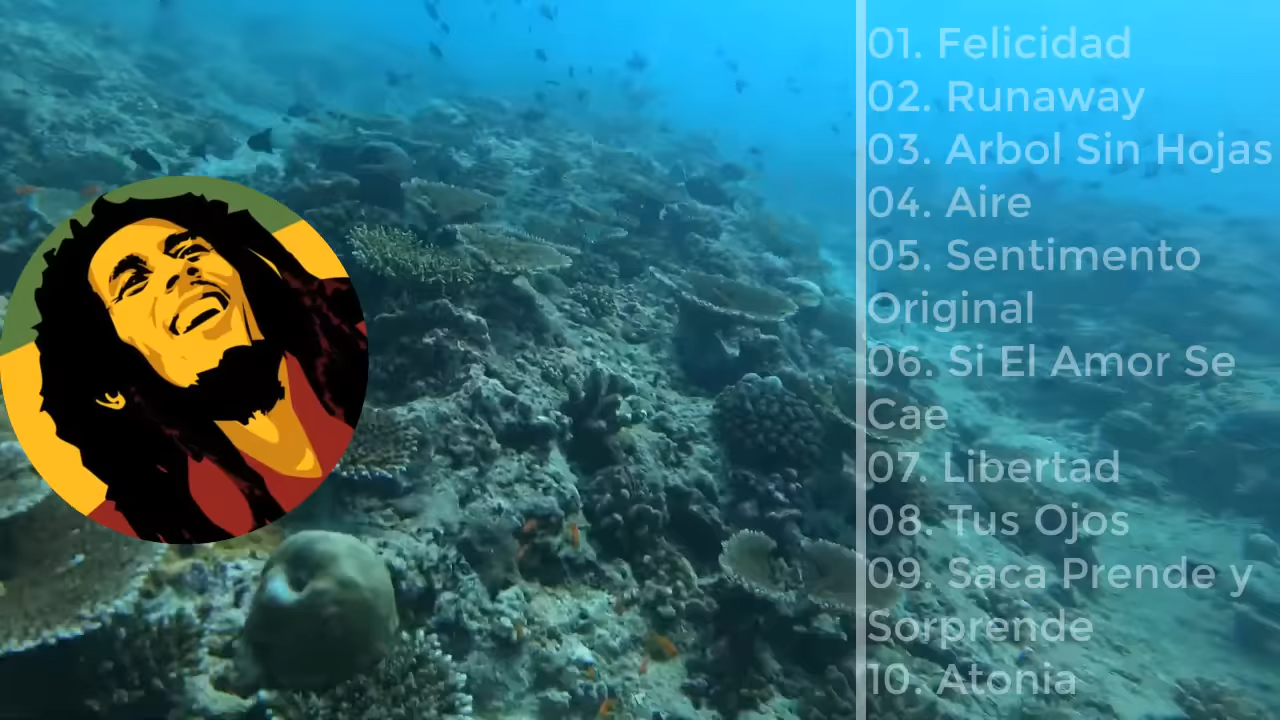 01. Felicidad
02. Runaway
03. Arbol Sin Hojas
04. Aire
05. Sentimento
Original
06. Si El Amor Se
Cae
07. Libertad
08. Tus Ojos
09. Saca Prende y
Sorprende
10. Atonia